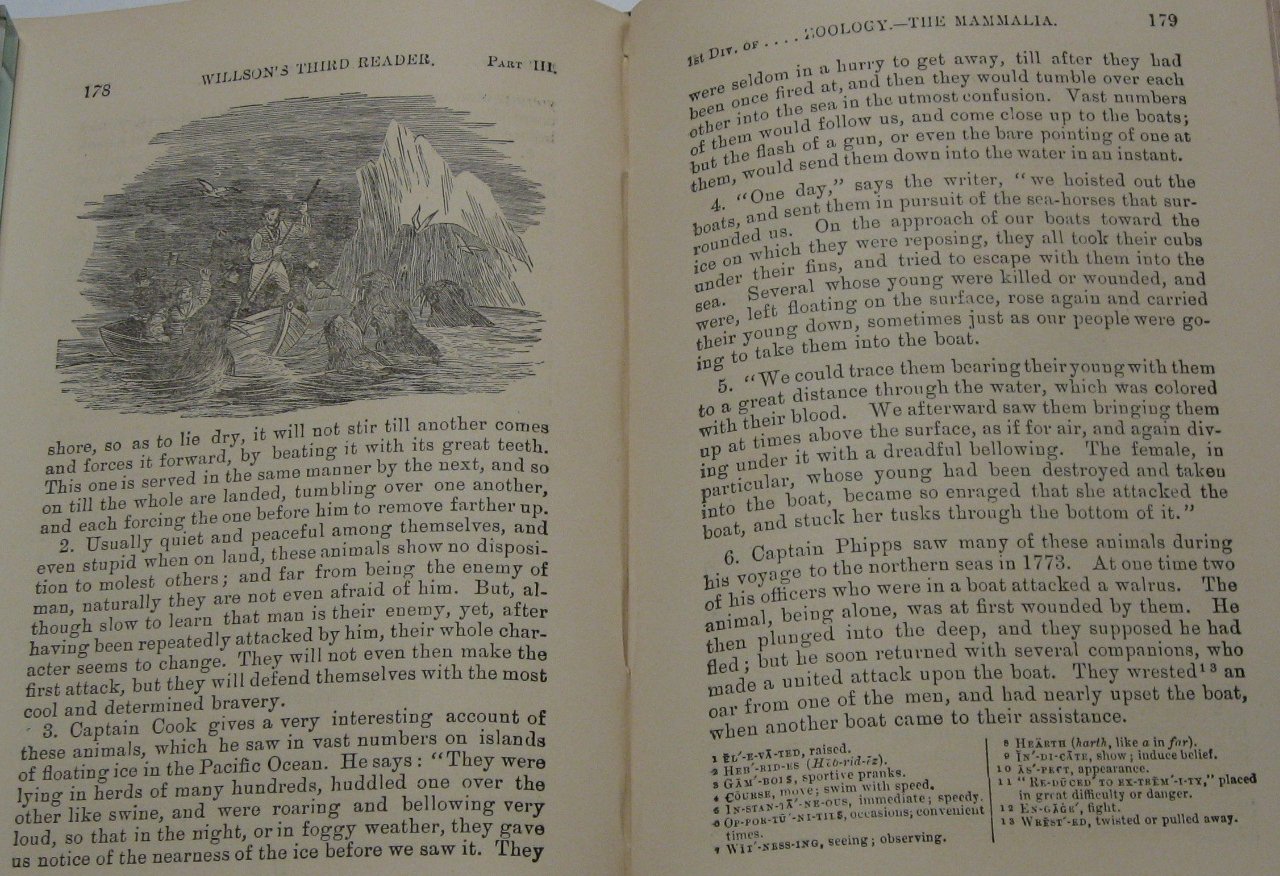 178 WILLSON'S THIRD READER. PART III.
shore, so as to lie dry, it will not stir till another comes
and forces it forward, by beating it with its great teeth.
This one is served in the same manner by the next, and so
on till the whole are landed, tumbling over one another,
and each forcing the one before him to remove farther up.
2. Usually quiet and peaceful among themselves, and
even stupid when on land, these animals show no disposi-
tion to molest others; and far from being the enemy of
man, naturally they are not even afraid of him. But, al-
though slow to learn that man is their enemy, yet, after
having been repeatedly attacked by him, their whole char-
acter seems to change. They will not even then make the
first attack, but they will defend themselves with the most
cool and determined bravery.
3. Captain Cook gives a very interesting account of
these animals, which he saw in vast numbers on islands
of floating ice in the Pacific Ocean. He says: "They were
lying in herds of many hundreds, huddled one over the
other like swine, and were roaring and bellowing very
loud, so that in the night, or in foggy weather, they gave
us notice of the nearness of the ice before we saw it. They
1st DIV. OF .... ZOOLOGY.—THE MAMMALIA. 179
were seldom in a hurry to get away, till after they had
been once fired at, and then they would tumble over each
other into the sea in the utmost confusion. Vast numbers
of them would follow us, and come close up to the boats;
but the flash of a gun, or even the bare pointing of one at
them, would send them down into the water in an instant.
4. "One day," says the writer, "we hoisted out the
boats, and sent them in pursuit of the sea-horses that sur-
rounded us. On the approach of our boats toward the
ice on which they were reposing, they all took their cubs
under their fins, and tried to escape with them into the
sea. Several whose young were killed or wounded, and
were, left floating on the surface, rose again and carried
their young down, sometimes just as our people were go-
ing to take them into the boat.
5. "We could trace them bearing their young with them
to a great distance through the water, which was colored
with their blood. We afterward saw them bringing them
up at times above the surface, as if for air, and again div-
ing under it with a dreadful bellowing. The female, in
particular, whose young had been destroyed and taken
into the boat, became so enraged that she attacked the
boat, and stuck her tusks through the bottom of it."
6. Captain Phipps saw many of these animals during
his voyage to the northern seas in 1773. At one time two
of his officers who were in a boat attacked a walrus. The
animal, being alone, was at first wounded by them. He
then plunged into the deep, and they supposed he had
fled; but he soon returned with several companions, who
made a united attack upon the boat. They wrested¹³ an
oar from one of the men, and had nearly upset the boat,
when another boat came to their assistance.
1 ĔL´-E-VĀ-TED, raised.
2 HEB´-RID-ES (Hĕb-rid-ēz).
3 GĂM´-BOLS, sportive pranks.
4 CŌURSE, move; swim with speed.
5 IN-STAN-TĀ´-NE-OUS, immediate; speedy.
6 OP-POR-TŪ´-NI-TIES, occasions; convenient
times.
7 WIT´-NESS-ING, seeing; observing.
8 HEÄRTH (harth, like a in far).
9 ĬN´-DI-CĀTE, show; induce belief.
10 ĂS´-PECT, appearance.
11 "RE-DŪCED´ TO EX-TRĔM´-I-TY," placed
in great difficulty or danger.
12 EN-GĀGE´, fight.
13 WRĔST´-ED, twisted or pulled away.